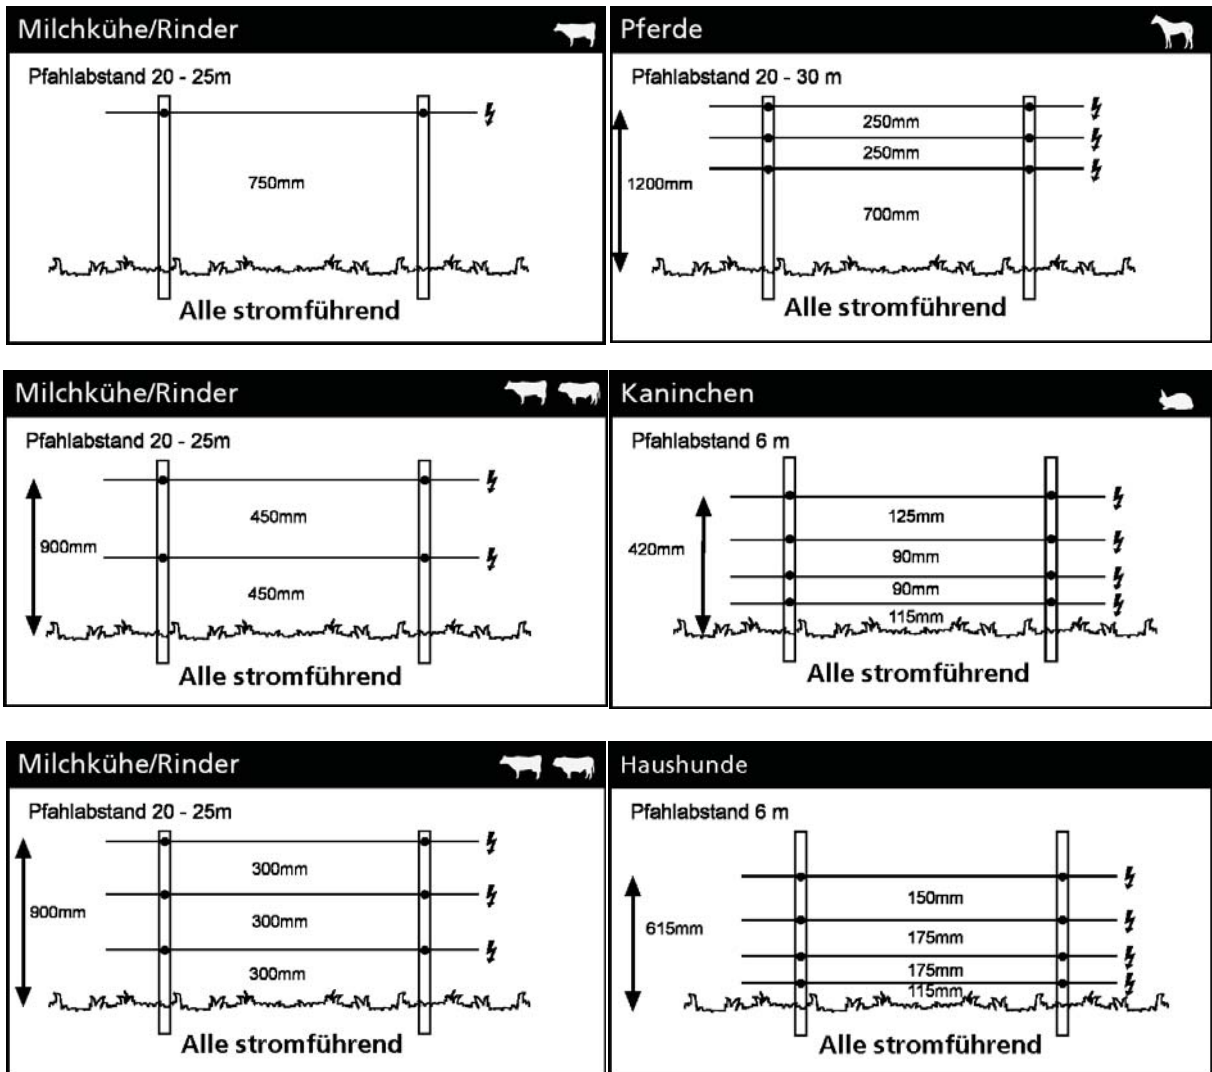 Milchkühe/Rinder
Pfahlabstand 20 - 25m
750mm
Alle stromführend
Pferde
Pfahlabstand 20 - 30 m
250mm
250mm
1200mm
700mm
Alle stromführend
Milchkühe/Rinder
Pfahlabstand 20 - 25m
450mm
900mm
450mm
Alle stromführend
Kaninchen
Pfahlabstand 6 m
125mm
420mm
90mm
90mm
115mm
Alle stromführend
Milchkühe/Rinder
Pfahlabstand 20 - 25m
300mm
900mm
300mm
300mm
Alle stromführend
Haushunde
Pfahlabstand 6 m
150mm
615mm
175mm
175mm
115mm
Alle stromführend